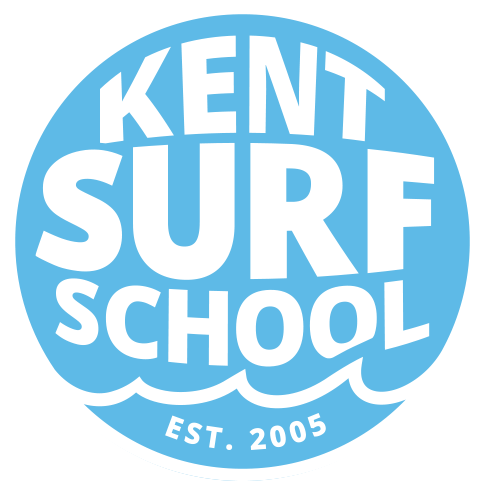 KENT
SURF
SCHOOL
EST. 2005